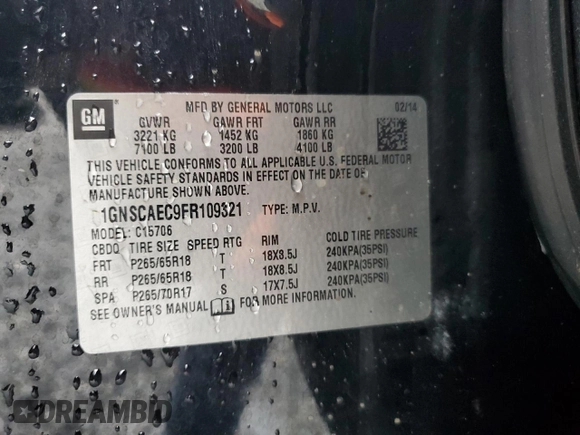 GM
MFD BY GENERAL MOTORS LLC 02/14
GVWR GAWR FRT GAWR RR
3221 KG 1452 KG 1860 KG
7100 LB 3200 LB 4100 LB
THIS VEHICLE CONFORMS TO ALL APPLICABLE U.S. FEDERAL MOTOR
VEHICLE SAFETY STANDARDS IN EFFECT ON THE DATE OF
MANUFACTURE SHOWN ABOVE.
1GNSCAEC9FR109321 TYPE: M.P.V.
MODEL: C15706
CBDO TIRE SIZE SPEED RTG RIM COLD TIRE PRESSURE
FRT P265/65R18 T 18X8.5J 240KPA(35PSI)
RR P265/65R18 T 18X8.5J 240KPA(35PSI)
SPA P265/70R17 S 17X7.5J 240KPA(35PSI)
SEE OWNER'S MANUAL FOR MORE INFORMATION.
DREAMBID